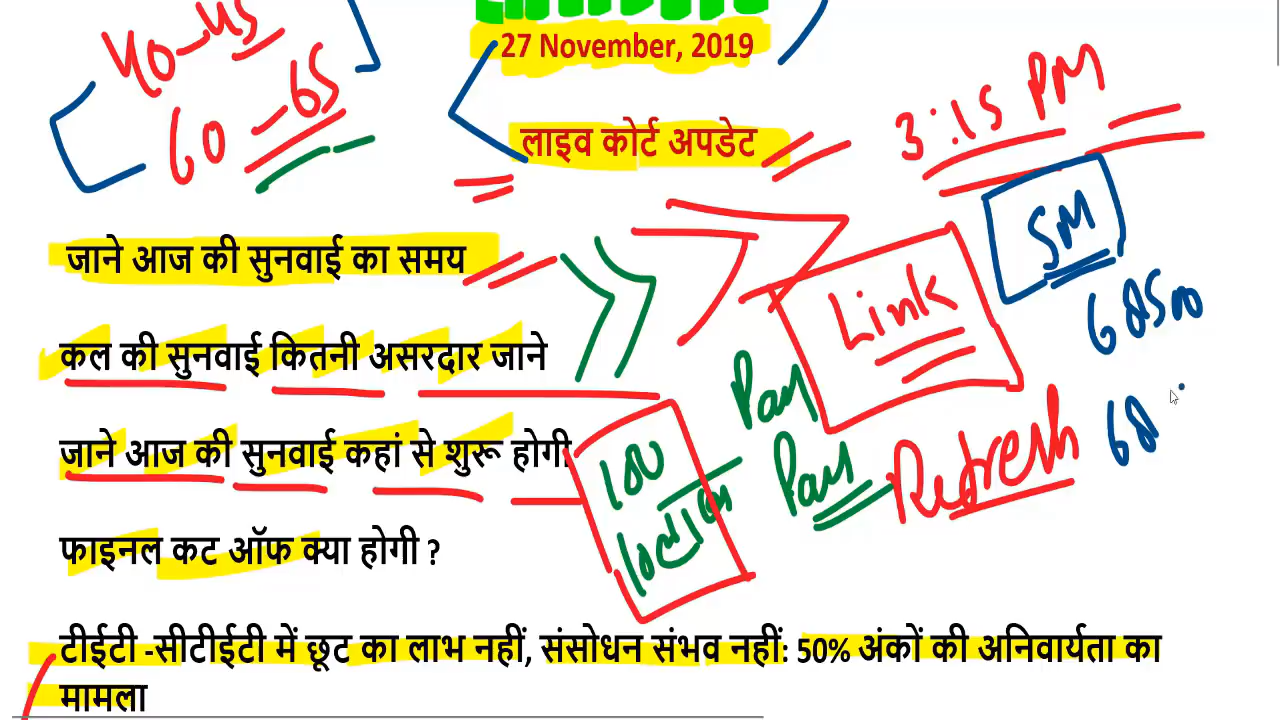 40-45
60-65
27 November, 2019
लाइव कोर्ट अपडेट
3:15 PM
SM
जाने आज की सुनवाई का समय
Link
68500
कल की सुनवाई कितनी असरदार जाने
Pay
Refresh
68
जाने आज की सुनवाई कहां से शुरू होगी
100
Pay
फाइनल कट ऑफ क्या होगी ?
टीईटी -सीटीईटी में छूट का लाभ नहीं, संसोधन संभव नहीं: 50% अंकों की अनिवार्यता का
मामला